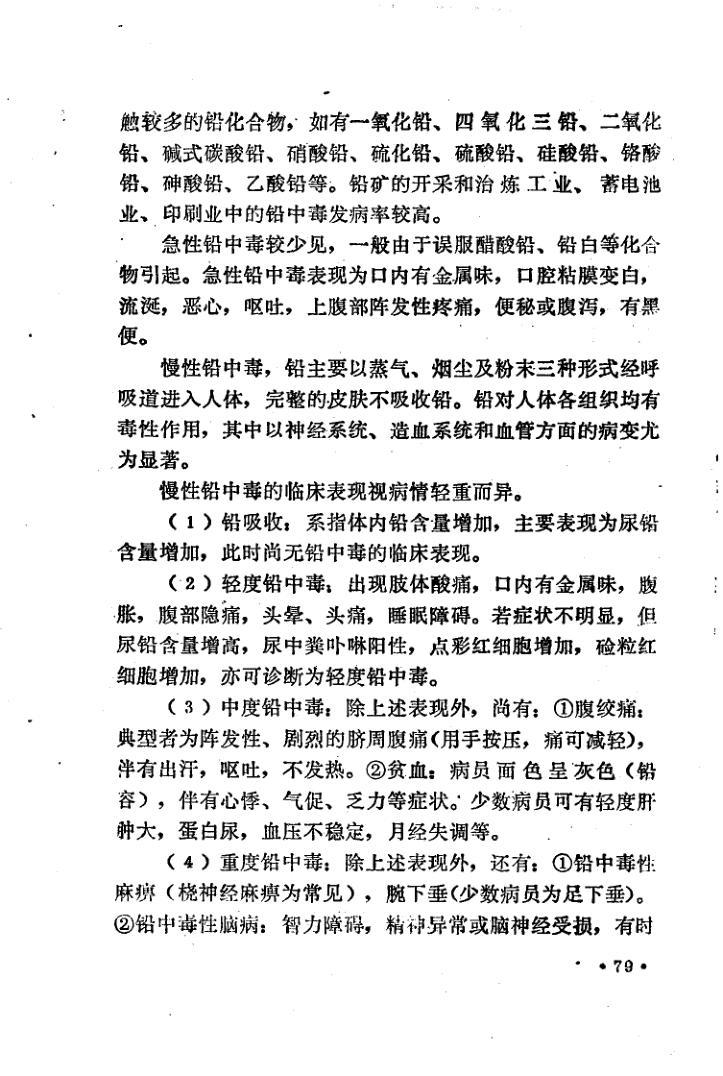 触较多的铅化合物，如有一氧化铅、四氧化三铅、二氧化
铅、碱式碳酸铅、硝酸铅、硫化铅、硫酸铅、硅酸铅、铬酸
铅、砷酸铅、乙酸铅等。铅矿的开采和治炼工业、蓄电池
业、印刷业中的铅中毒发病率较高。
急性铅中毒较少见，一般由于误服醋酸铅、铅白等化合
物引起。急性铅中毒表现为口内有金属味，口腔粘膜变白，
流涎，恶心，呕吐，上腹部阵发性疼痛，便秘或腹泻，有黑
便。
慢性铅中毒，铅主要以蒸气、烟尘及粉末三种形式经呼
吸道进入人体，完整的皮肤不吸收铅。铅对人体各组织均有
毒性作用，其中以神经系统、造血系统和血管方面的病变尤
为显著。
慢性铅中毒的临床表现视病情轻重而异。
（1）铅吸收：系指体内铅含量增加，主要表现为尿铅
含量增加，此时尚无铅中毒的临床表现。
（2）轻度铅中毒：出现肢体酸痛，口内有金属味，腹
胀，腹部隐痛，头晕、头痛，睡眠障碍。若症状不明显，但
尿铅含量增高，尿中粪卟啉阳性，点彩红细胞增加，硷粒红
细胞增加，亦可诊断为轻度铅中毒。
（3）中度铅中毒：除上述表现外，尚有：①腹绞痛：
典型者为阵发性、剧烈的脐周腹痛(用手按压，痛可减轻)，
伴有出汗，呕吐，不发热。②贫血：病员面色呈灰色（铅
容），伴有心悸、气促、乏力等症状。少数病员可有轻度肝
肿大，蛋白尿，血压不稳定，月经失调等。
（4）重度铅中毒：除上述表现外，还有：①铅中毒性
麻痹（桡神经麻痹为常见），腕下垂(少数病员为足下垂)。
②铅中毒性脑病：智力障碍，精神异常或脑神经受损，有时
•79•